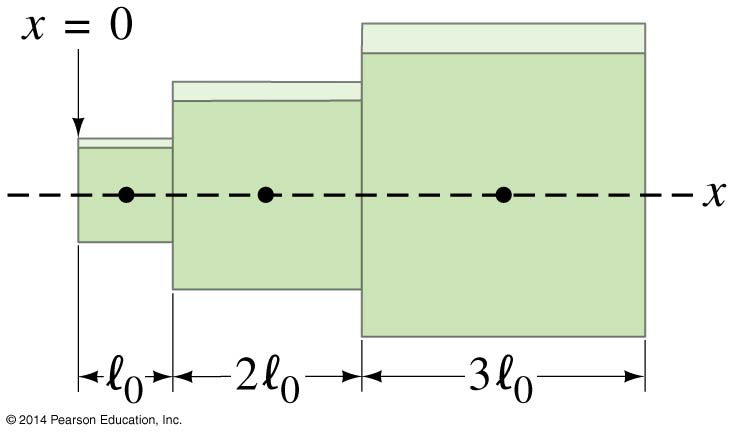 x = 0
x
ℓ₀
2ℓ₀
3ℓ₀
© 2014 Pearson Education, Inc.